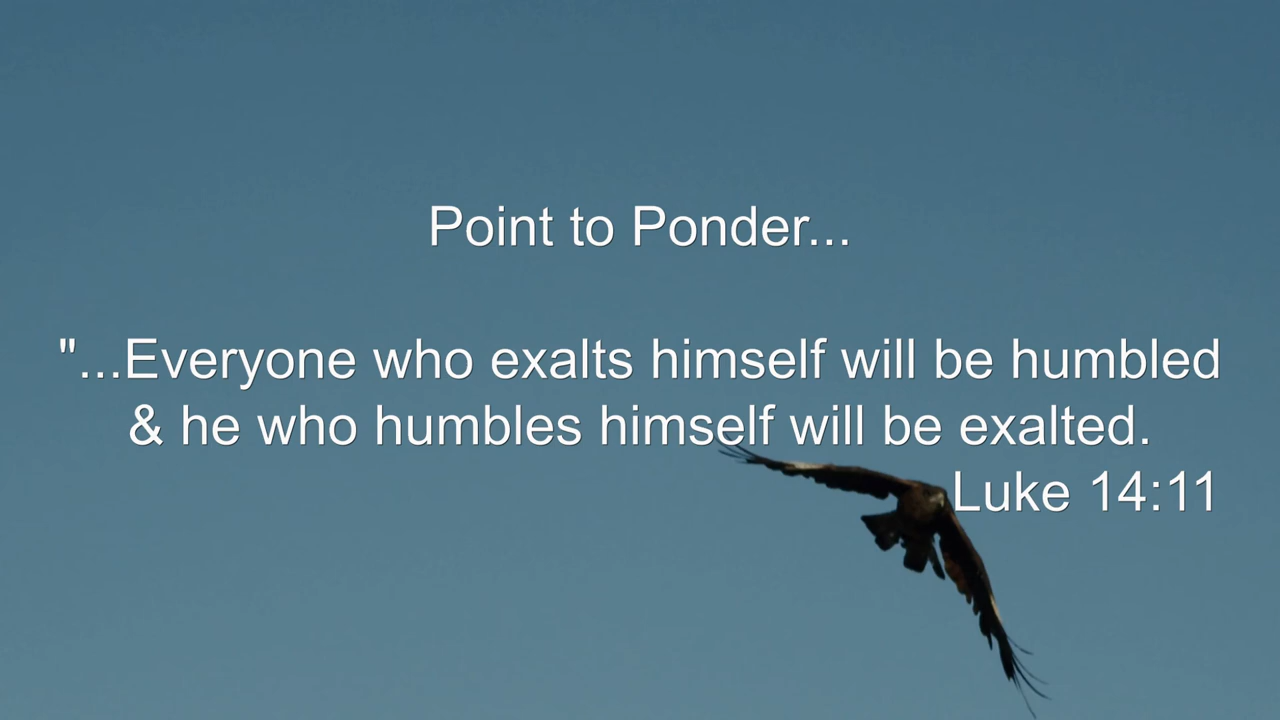 Point to Ponder...
"...Everyone who exalts himself will be humbled
& he who humbles himself will be exalted.
Luke 14:11